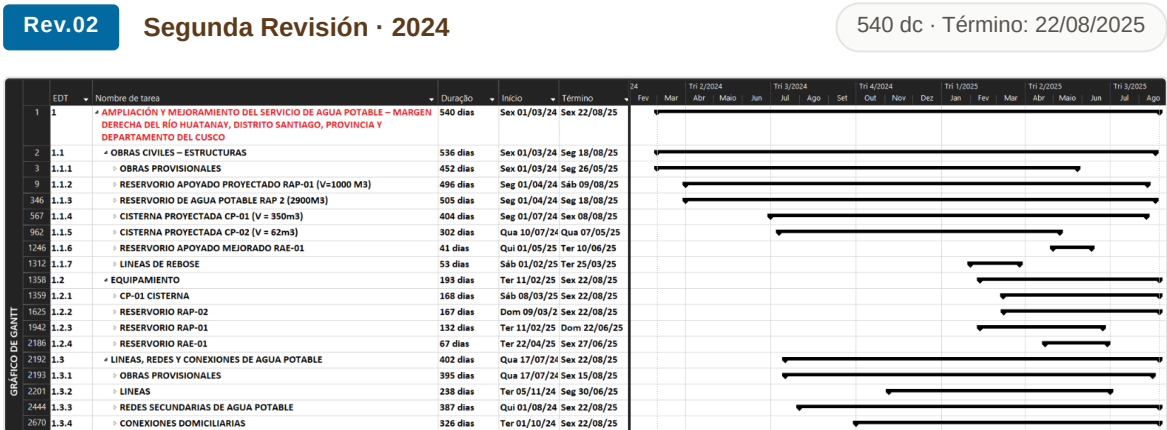 Rev.02 Segunda Revisión · 2024 540 dc · Término: 22/08/2025
24 Tri 2/2024 Tri 3/2024 Tri 4/2024 Tri 1/2025 Tri 2/2025 Tri 3/2025
EDT Nombre de tarea Duração Início Término Fev Mar Abr Maio Jun Jul Ago Set Out Nov Dez Jan Fev Mar Abr Maio Jun Jul Ago
1 1 AMPLIACIÓN Y MEJORAMIENTO DEL SERVICIO DE AGUA POTABLE – MARGEN 540 dias Sex 01/03/24 Sex 22/08/25
DERECHA DEL RÍO HUATANAY, DISTRITO SANTIAGO, PROVINCIA Y
DEPARTAMENTO DEL CUSCO
2 1.1 OBRAS CIVILES – ESTRUCTURAS 536 dias Sex 01/03/24 Seg 18/08/25
3 1.1.1 OBRAS PROVISIONALES 452 dias Sex 01/03/24 Seg 26/05/25
9 1.1.2 RESERVORIO APOYADO PROYECTADO RAP-01 (V=1000 M3) 496 dias Seg 01/04/24 Sáb 09/08/25
346 1.1.3 RESERVORIO DE AGUA POTABLE RAP 2 (2900M3) 505 dias Seg 01/04/24 Seg 18/08/25
567 1.1.4 CISTERNA PROYECTADA CP-01 (V = 350m3) 404 dias Seg 01/07/24 Sex 08/08/25
962 1.1.5 CISTERNA PROYECTADA CP-02 (V = 62m3) 302 dias Qua 10/07/24 Qua 07/05/25
1246 1.1.6 RESERVORIO APOYADO MEJORADO RAE-01 41 dias Qui 01/05/25 Ter 10/06/25
1312 1.1.7 LINEAS DE REBOSE 53 dias Sáb 01/02/25 Ter 25/03/25
1358 1.2 EQUIPAMIENTO 193 dias Ter 11/02/25 Sex 22/08/25
1359 1.2.1 CP-01 CISTERNA 168 dias Sáb 08/03/25 Sex 22/08/25
1625 1.2.2 RESERVORIO RAP-02 167 dias Dom 09/03/2 Sex 22/08/25
1942 1.2.3 RESERVORIO RAP-01 132 dias Ter 11/02/25 Dom 22/06/25
2186 1.2.4 RESERVORIO RAE-01 67 dias Ter 22/04/25 Sex 27/06/25
2192 1.3 LINEAS, REDES Y CONEXIONES DE AGUA POTABLE 402 dias Qua 17/07/24 Sex 22/08/25
2193 1.3.1 OBRAS PROVISIONALES 395 dias Qua 17/07/24 Sex 15/08/25
2201 1.3.2 LINEAS 238 dias Ter 05/11/24 Seg 30/06/25
2444 1.3.3 REDES SECUNDARIAS DE AGUA POTABLE 387 dias Qui 01/08/24 Sex 22/08/25
2670 1.3.4 CONEXIONES DOMICILIARIAS 326 dias Ter 01/10/24 Sex 22/08/25
GRÁFICO DE GANTT